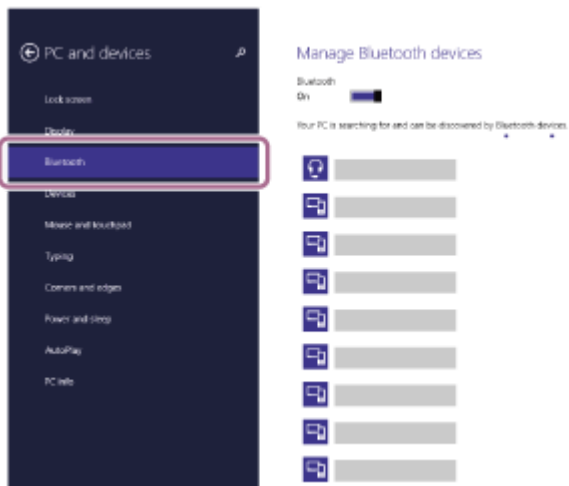 PC and devices
Lock screen
Display
Bluetooth
Devices
Mouse and touchpad
Typing
Corners and edges
Power and sleep
AutoPlay
PC info
Manage Bluetooth devices
Bluetooth
On
Your PC is searching for and can be discovered by Bluetooth devices